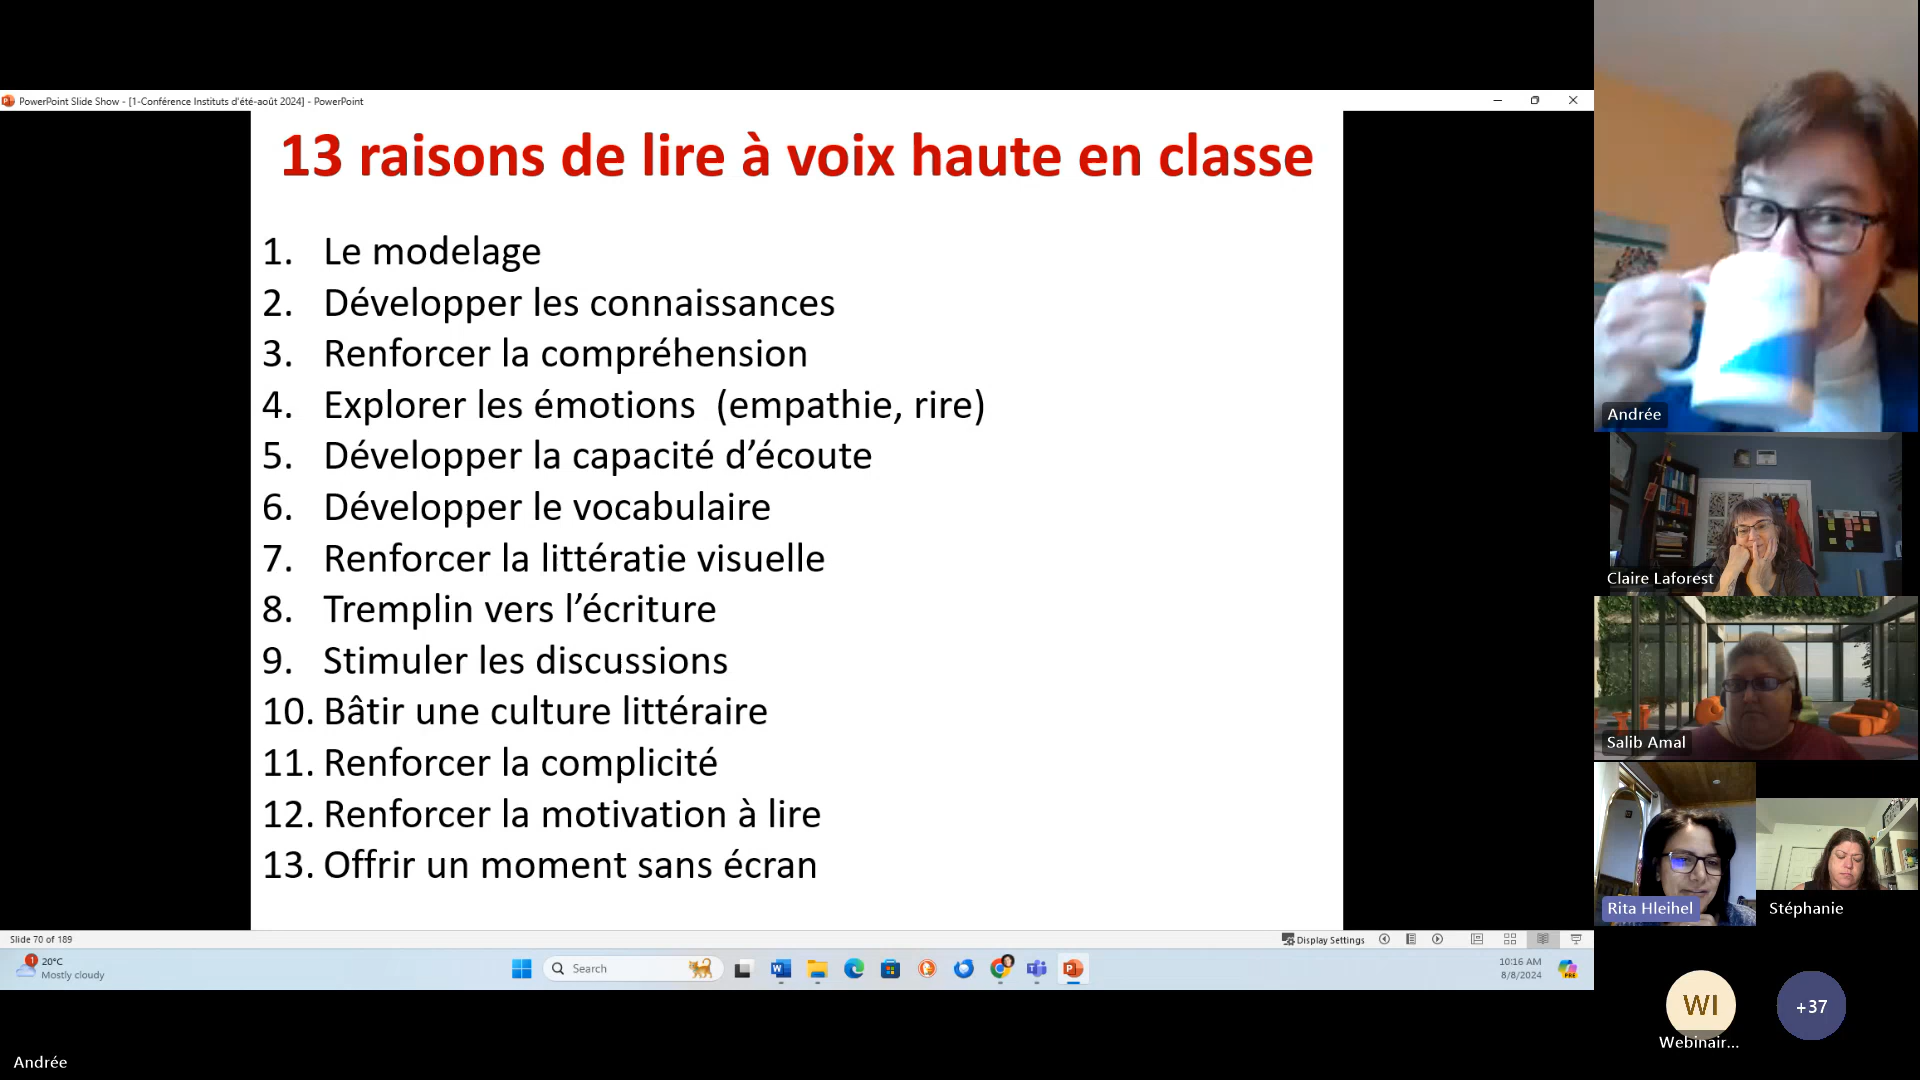 PowerPoint Slide Show - [1-Conférence Instituts d'été-août 2024] - PowerPoint
13 raisons de lire à voix haute en classe
1. Le modelage
2. Développer les connaissances
3. Renforcer la compréhension
4. Explorer les émotions (empathie, rire)
5. Développer la capacité d’écoute
6. Développer le vocabulaire
7. Renforcer la littératie visuelle
8. Tremplin vers l’écriture
9. Stimuler les discussions
10. Bâtir une culture littéraire
11. Renforcer la complicité
12. Renforcer la motivation à lire
13. Offrir un moment sans écran
Slide 70 of 189
Display Settings
1
20°C
Mostly cloudy
Search
10:16 AM
8/8/2024
Andrée
Claire Laforest
Salib Amal
Rita Hleihel
Stéphanie
WI
+37
Webinair...
Andrée